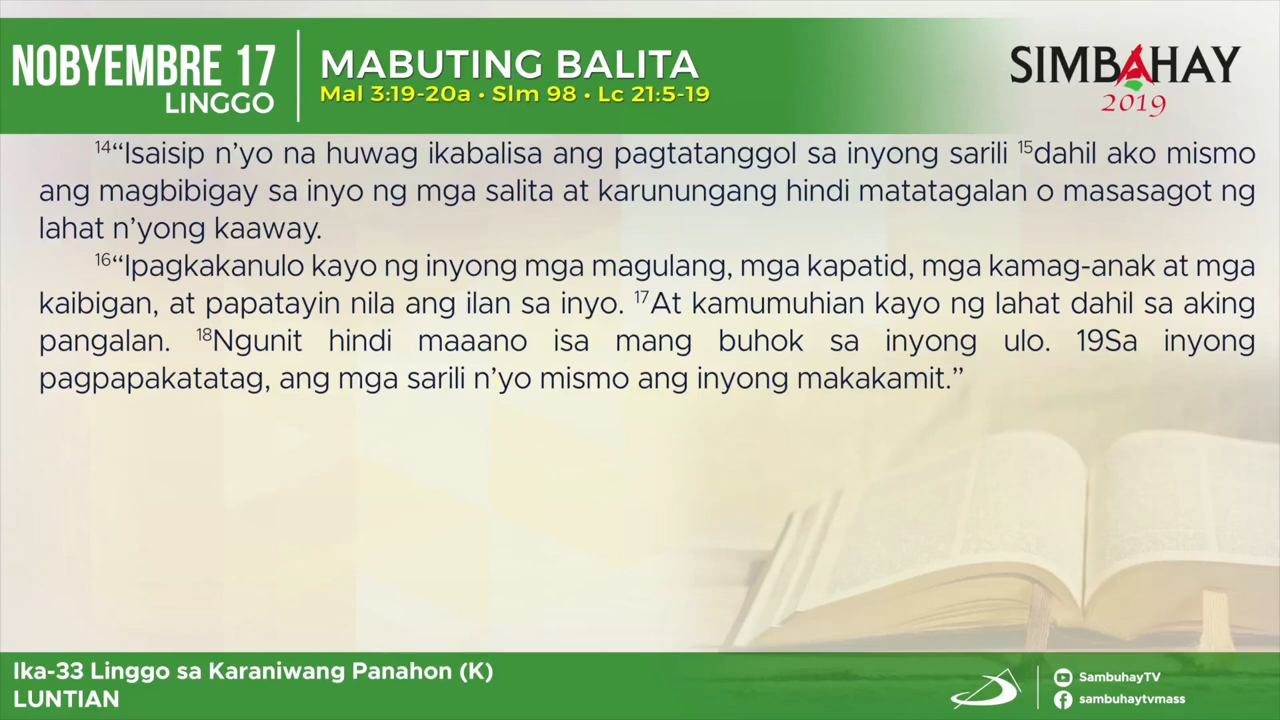 NOBYEMBRE 17
LINGGO
MABUTING BALITA
Mal 3:19-20a • Slm 98 • Lc 21:5-19
SIMBAHAY
2019
¹⁴“Isaisip n’yo na huwag ikabalisa ang pagtatanggol sa inyong sarili ¹⁵dahil ako mismo
ang magbibigay sa inyo ng mga salita at karunungang hindi matatagalan o masasagot ng
lahat n’yong kaaway.
¹⁶“Ipagkakanulo kayo ng inyong mga magulang, mga kapatid, mga kamag-anak at mga
kaibigan, at papatayin nila ang ilan sa inyo. ¹⁷At kamumuhian kayo ng lahat dahil sa aking
pangalan. ¹⁸Ngunit hindi maaano isa mang buhok sa inyong ulo. 19Sa inyong
pagpapakatatag, ang mga sarili n’yo mismo ang inyong makakamit.”
Ika-33 Linggo sa Karaniwang Panahon (K)
LUNTIAN
SambuhayTV
sambuhaytvmass